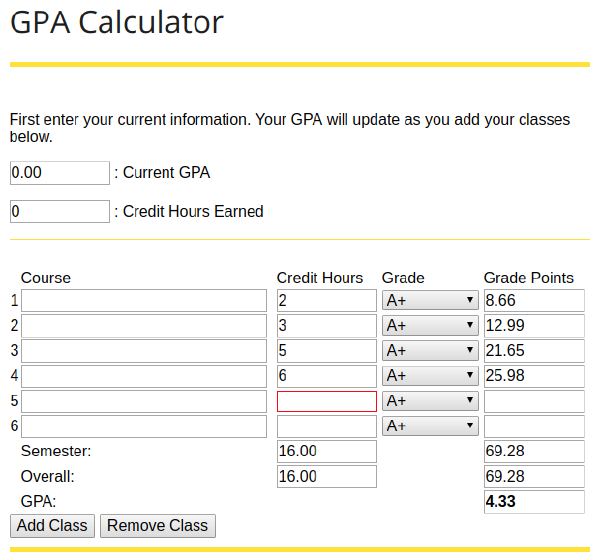 GPA Calculator
First enter your current information. Your GPA will update as you add your classes
below.
0.00 : Current GPA
0 : Credit Hours Earned
Course Credit Hours Grade Grade Points
1 2 A+ 8.66
2 3 A+ 12.99
3 5 A+ 21.65
4 6 A+ 25.98
5 A+
6 A+
Semester: 16.00 69.28
Overall: 16.00 69.28
GPA: 4.33
Add Class Remove Class